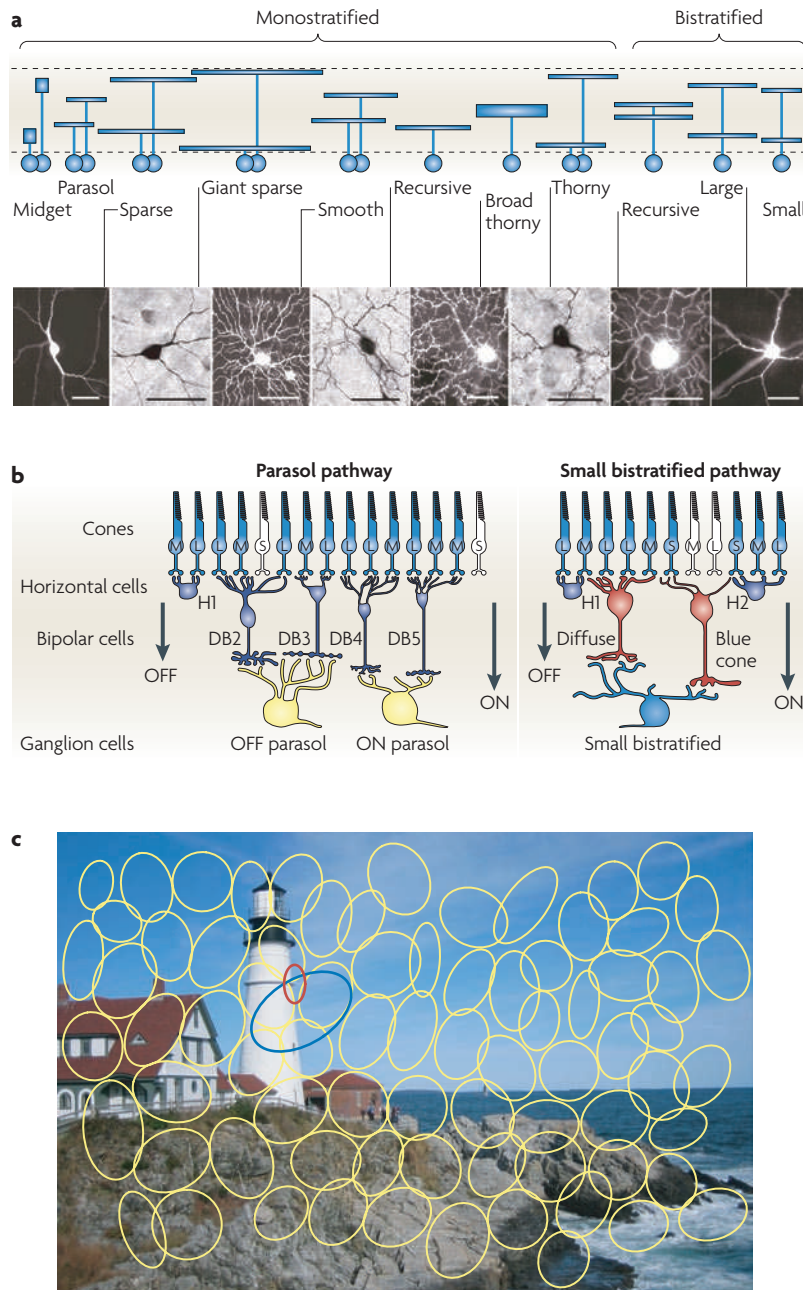 a
Monostratified Bistratified
Parasol Giant sparse Recursive Thorny Large
Midget Sparse Smooth Broad thorny Recursive Small
b
Parasol pathway Small bistratified pathway
Cones
M L L M S L M L L M L M M S L M L L M S M L S M L
Horizontal cells
H1 H1 H2
Bipolar cells DB2 DB3 DB4 DB5 Diffuse Blue cone
OFF ON OFF ON
Ganglion cells OFF parasol ON parasol Small bistratified
c